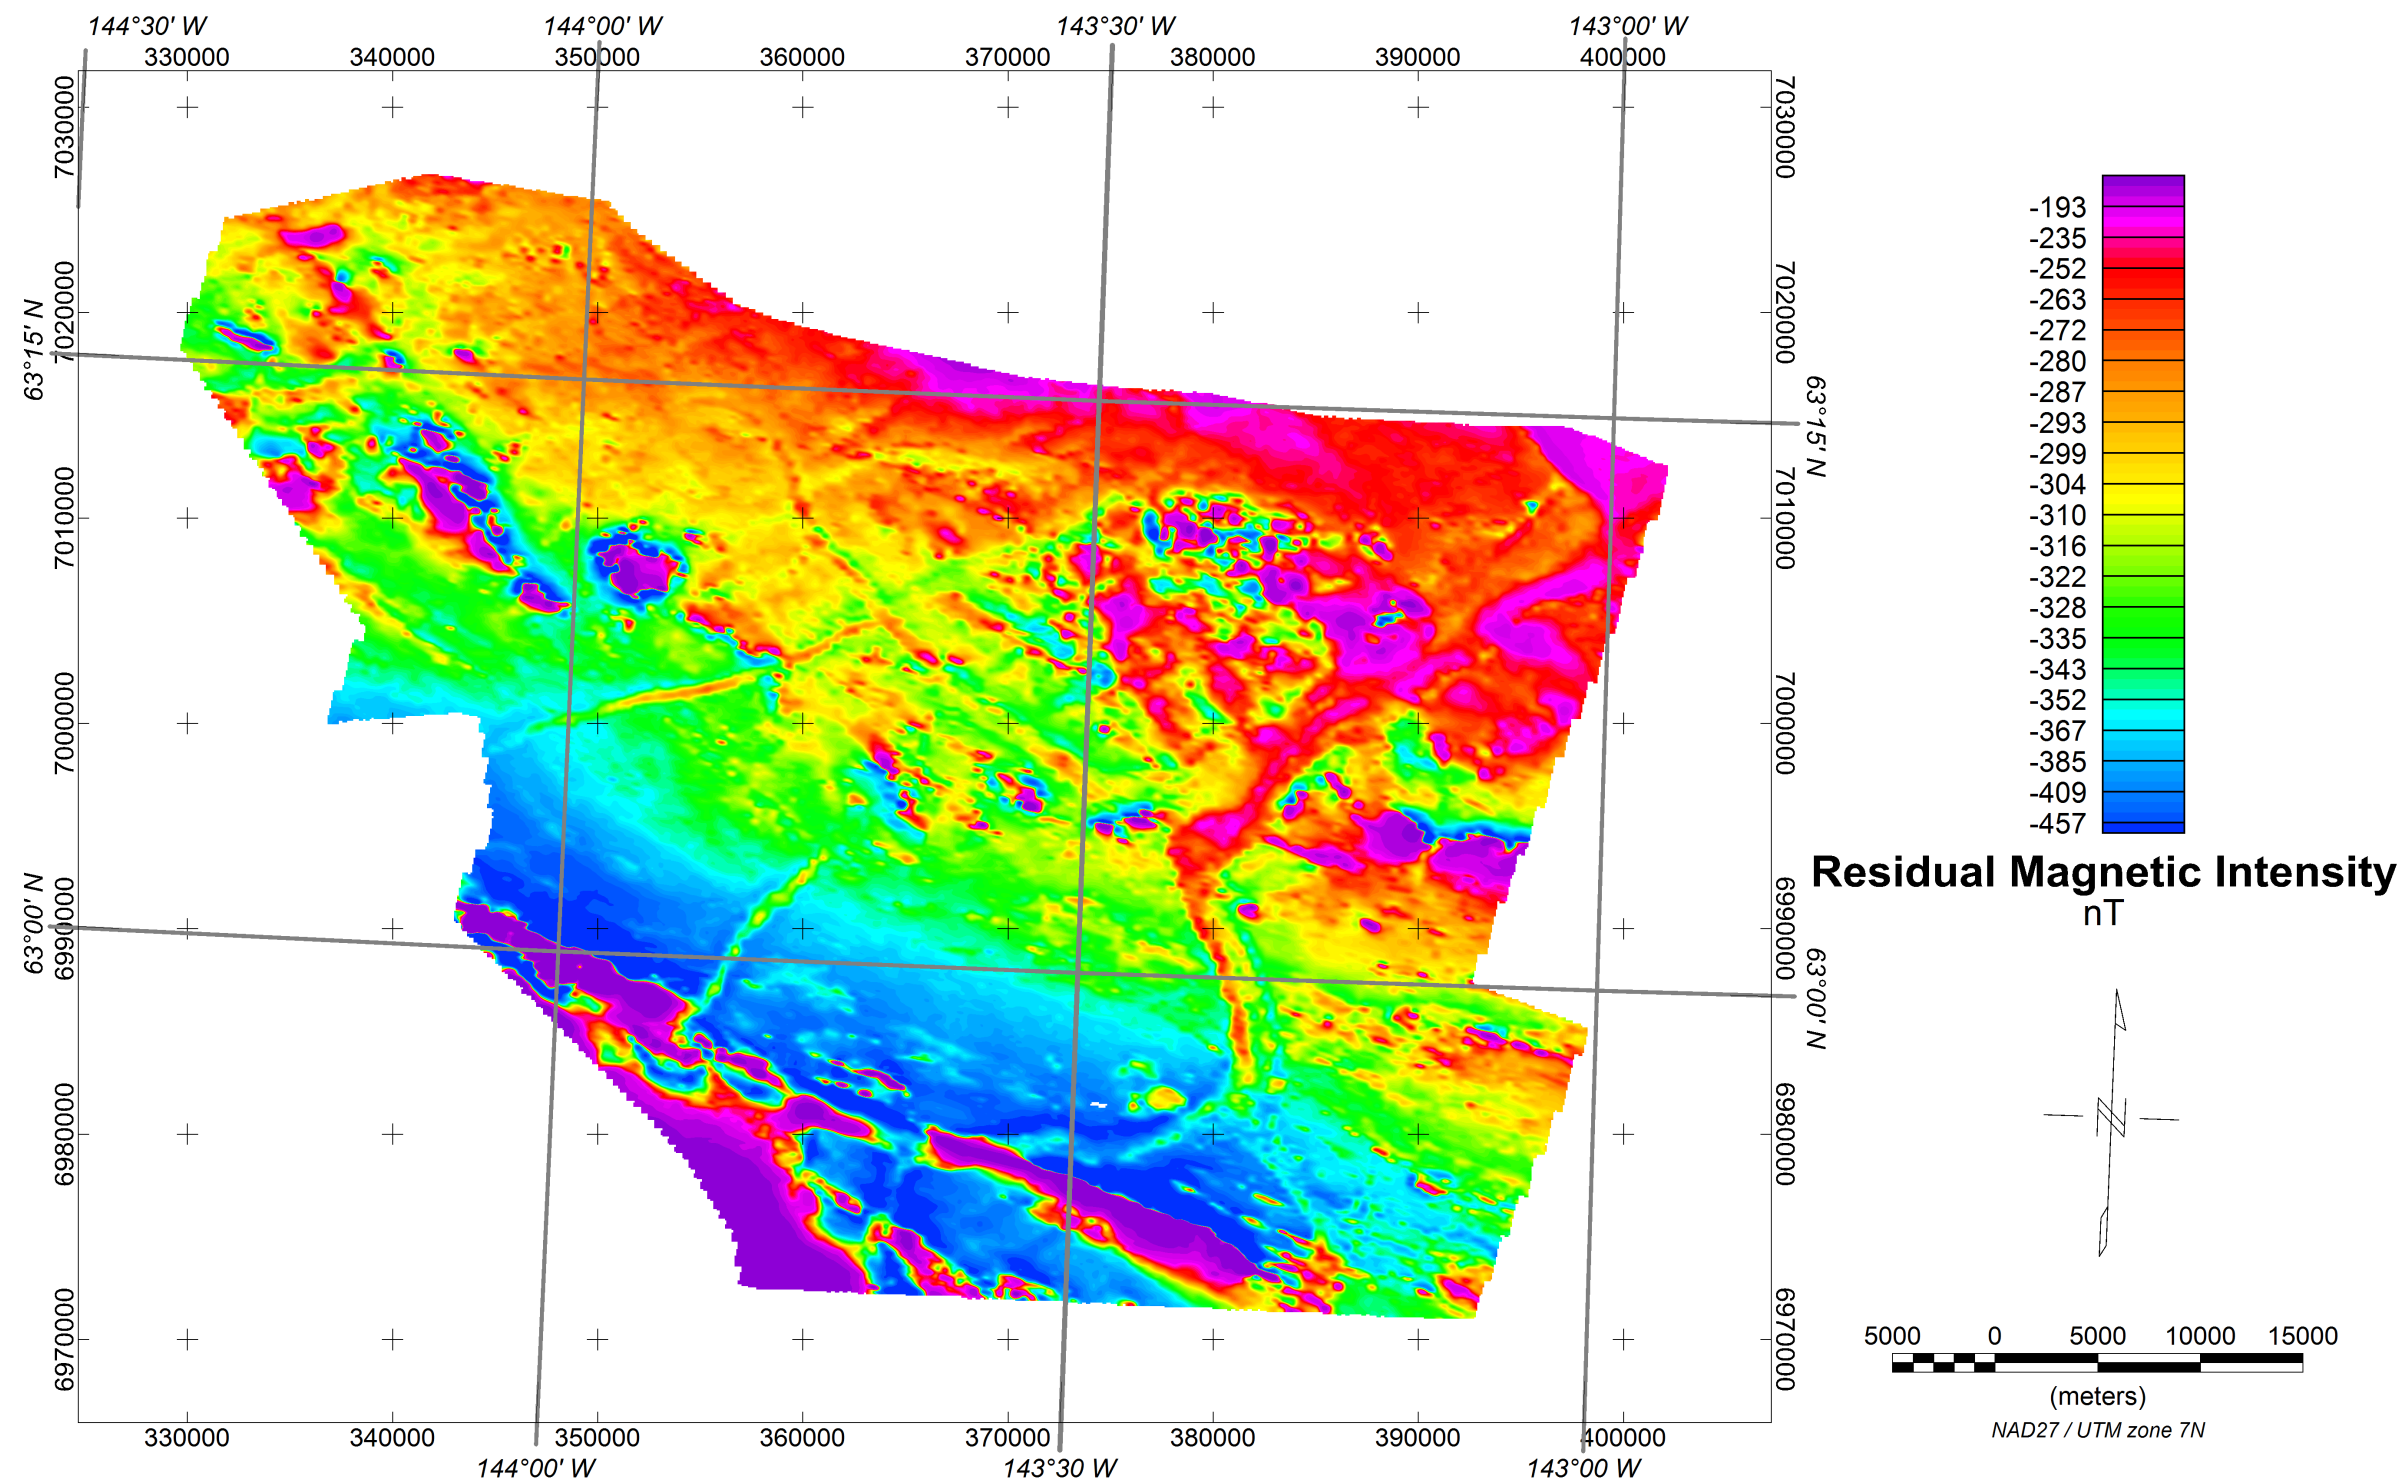 144°30' W 144°00' W 143°30' W 143°00' W
330000 340000 350000 360000 370000 380000 390000 400000
7030000 7030000
7020000 7020000
63°15' N 63°15' N
7010000 7010000
7000000 7000000
6990000 6990000
63°00' N 63°00' N
6980000 6980000
6970000 6970000
330000 340000 350000 360000 370000 380000 390000 400000
144°00' W 143°30' W 143°00' W
-193
-235
-252
-263
-272
-280
-287
-293
-299
-304
-310
-316
-322
-328
-335
-343
-352
-367
-385
-409
-457
Residual Magnetic Intensity
nT
N
5000 0 5000 10000 15000
(meters)
NAD27 / UTM zone 7N